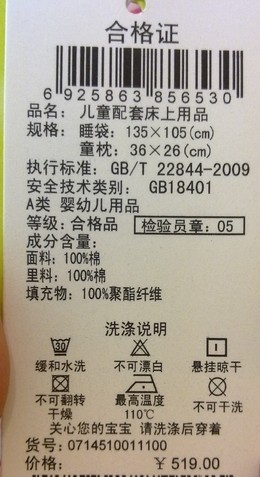 合格证
6 925863 856530
品名: 儿童配套床上用品
规格: 睡袋: 135×105(cm)
童枕: 36×26(cm)
执行标准: GB/T 22844-2009
安全技术类别: GB18401
A类 婴幼儿用品
等级: 合格品 检验员章: 05
成分含量:
面料: 100%棉
里料: 100%棉
填充物: 100%聚酯纤维
洗涤说明
30
缓和水洗 不可漂白 悬挂晾干
不可翻转干燥 最高温度110℃ 不可干洗
关心您的宝宝 请洗涤后穿着
货号: 0714510011100
价格: ¥ 519.00